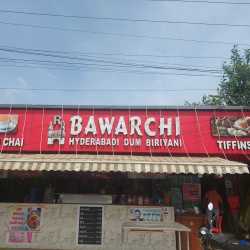 BAWARCHI
HYDERABADI DUM BIRIYANI
CHAI
TIFFINS